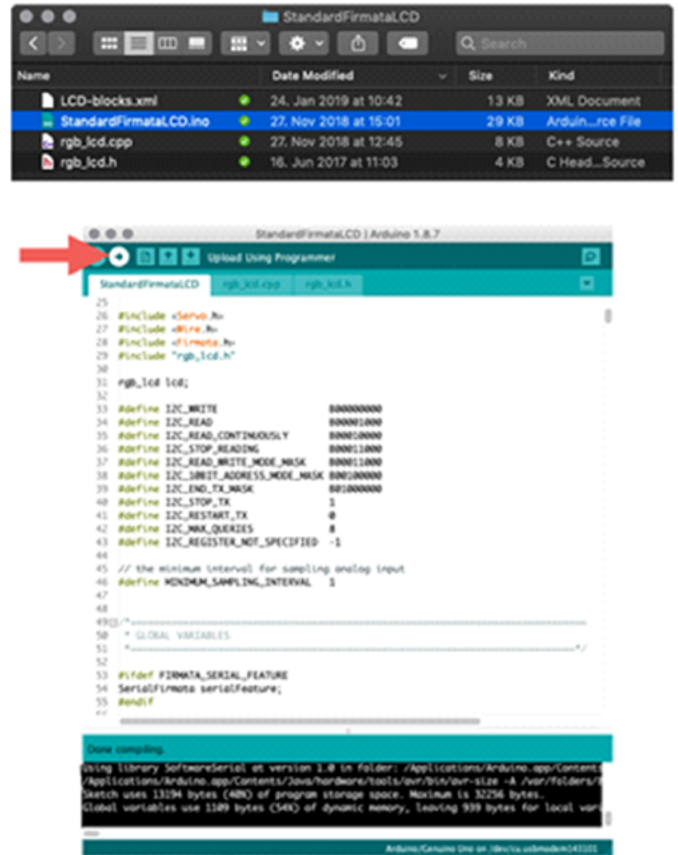 StandardFirmataLCD
Search
Name Date Modified Size Kind
LCD-blocks.xml 24. Jan 2019 at 10:42 13 KB XML Document
StandardFirmataLCD.ino 27. Nov 2018 at 15:01 29 KB Arduin...rce File
rgb_lcd.cpp 27. Nov 2018 at 12:45 8 KB C++ Source
rgb_lcd.h 16. Jun 2017 at 11:03 4 KB C Head...Source
StandardFirmataLCD | Arduino 1.8.7
Upload Using Programmer
StandardFirmataLCD rgb_lcd.cpp rgb_lcd.h
25
26 #include <Servo.h>
27 #include <Wire.h>
28 #include <Firmata.h>
29 #include "rgb_lcd.h"
30
31 rgb_lcd lcd;
32
33 #define I2C_WRITE B00000000
34 #define I2C_READ B00001000
35 #define I2C_READ_CONTINUOUSLY B00010000
36 #define I2C_STOP_READING B00011000
37 #define I2C_READ_WRITE_MODE_MASK B00011000
38 #define I2C_10BIT_ADDRESS_MODE_MASK B00100000
39 #define I2C_END_TX_MASK B01000000
40 #define I2C_STOP_TX 1
41 #define I2C_RESTART_TX 0
42 #define I2C_MAX_QUERIES 8
43 #define I2C_REGISTER_NOT_SPECIFIED -1
44
45 // the minimum interval for sampling analog input
46 #define MINIMUM_SAMPLING_INTERVAL 1
47
48
49 /*==============================================================================
50 * GLOBAL VARIABLES
51 *============================================================================*/
52
53 #ifdef FIRMATA_SERIAL_FEATURE
54 SerialFirmata serialFeature;
55 #endif
Done compiling.
Using library SoftwareSerial at version 1.0 in folder: /Applications/Arduino.app/Contents
/Applications/Arduino.app/Contents/Java/hardware/tools/avr/bin/avr-size -A /var/folders/
Sketch uses 13194 bytes (40%) of program storage space. Maximum is 32256 bytes.
Global variables use 1109 bytes (54%) of dynamic memory, leaving 939 bytes for local vari
Arduino/Genuino Uno on /dev/cu.usbmodem143101